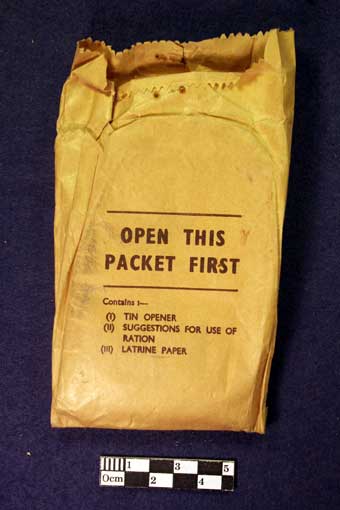 OPEN THIS
PACKET FIRST
Contains :—
(I) TIN OPENER
(II) SUGGESTIONS FOR USE OF
RATION
(III) LATRINE PAPER
1 3 5
0cm 2 4